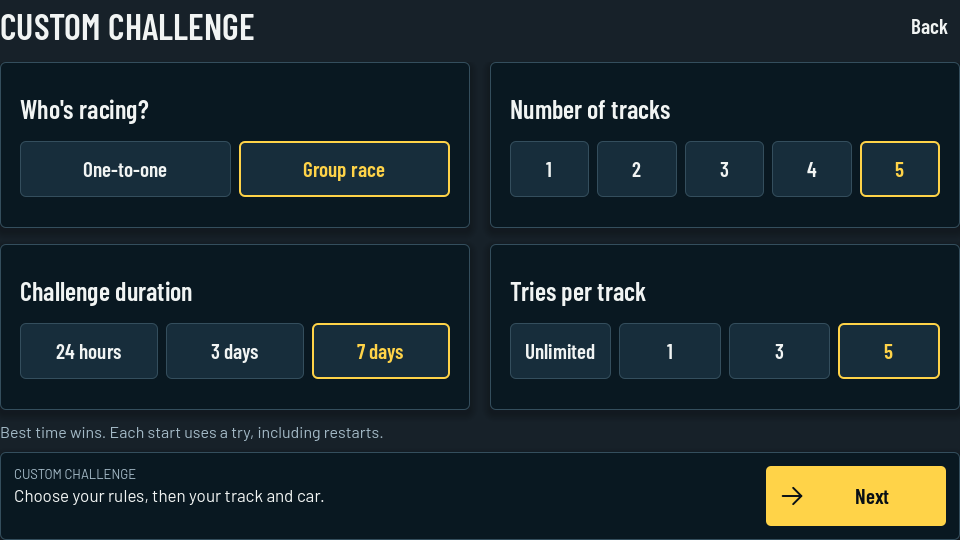 CUSTOM CHALLENGE
Back
Who's racing?
One-to-one
Group race
Number of tracks
1
2
3
4
5
Challenge duration
24 hours
3 days
7 days
Tries per track
Unlimited
1
3
5
Best time wins. Each start uses a try, including restarts.
CUSTOM CHALLENGE
Choose your rules, then your track and car.
Next